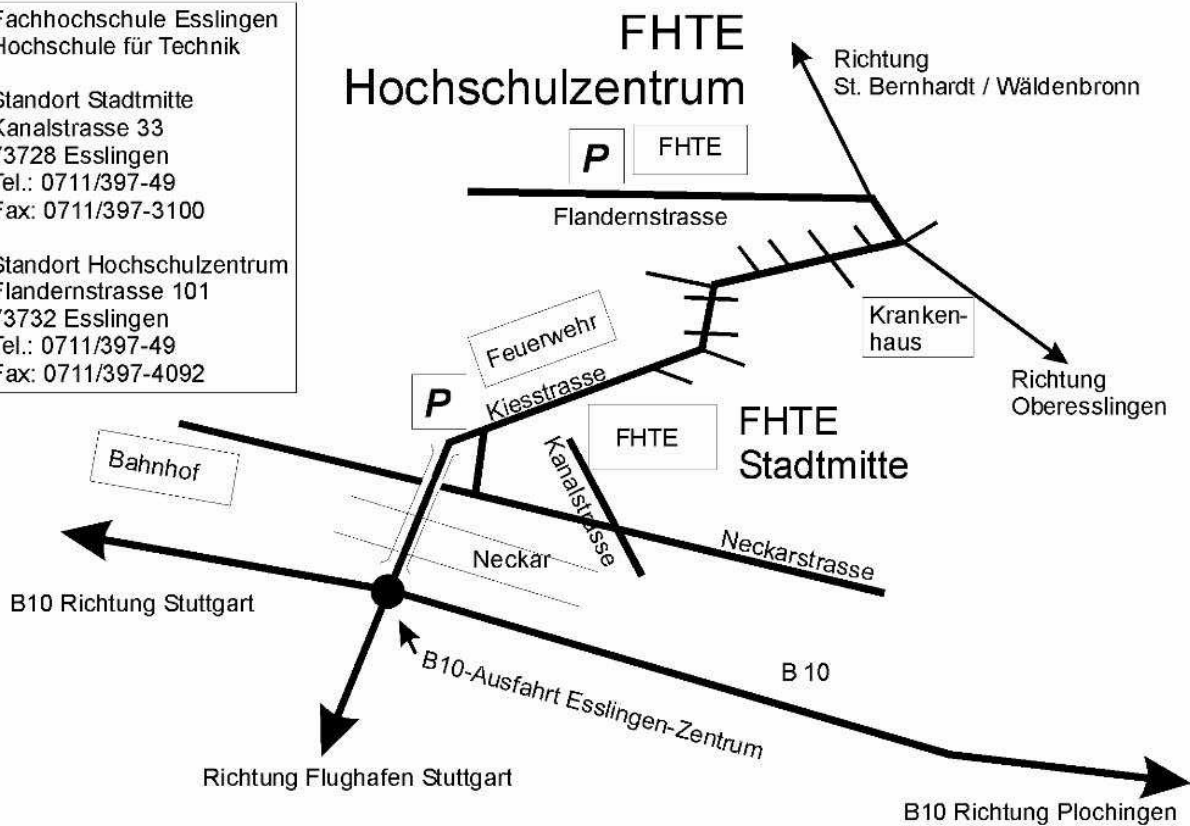 Fachhochschule Esslingen
Hochschule für Technik
Standort Stadtmitte
Kanalstrasse 33
73728 Esslingen
Tel.: 0711/397-49
Fax: 0711/397-3100
Standort Hochschulzentrum
Flandernstrasse 101
73732 Esslingen
Tel.: 0711/397-49
Fax: 0711/397-4092
FHTE
Hochschulzentrum
Richtung
St. Bernhardt / Wäldenbronn
P
FHTE
Flandernstrasse
Kranken-
haus
Richtung
Oberesslingen
Feuerwehr
P
Kiesstrasse
FHTE
FHTE
Stadtmitte
Kanalstrasse
Bahnhof
Neckar
Neckarstrasse
B10 Richtung Stuttgart
B10-Ausfahrt Esslingen-Zentrum
B 10
Richtung Flughafen Stuttgart
B10 Richtung Plochingen